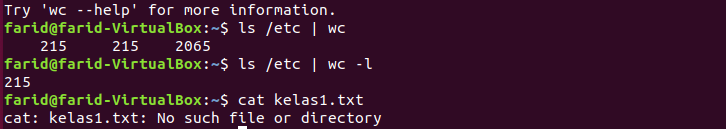 Try 'wc --help' for more information.
farid@farid-VirtualBox:~$ ls /etc | wc
    215     215    2065
farid@farid-VirtualBox:~$ ls /etc | wc -l
215
farid@farid-VirtualBox:~$ cat kelas1.txt
cat: kelas1.txt: No such file or directory